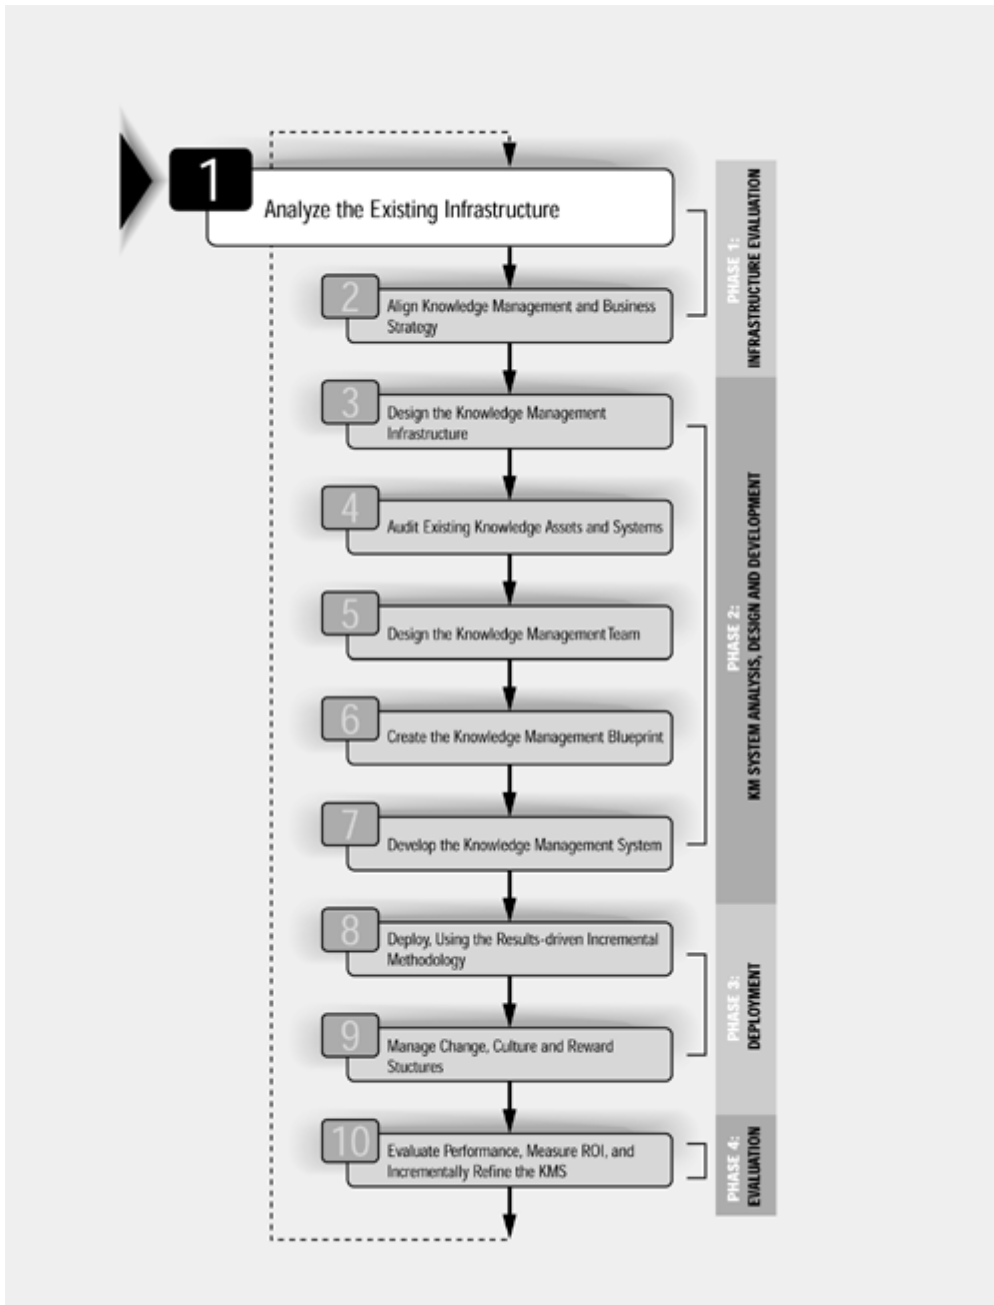 1
Analyze the Existing Infrastructure
2
Align Knowledge Management and Business
Strategy
3
Design the Knowledge Management
Infrastructure
4
Audit Existing Knowledge Assets and Systems
5
Design the Knowledge Management Team
6
Create the Knowledge Management Blueprint
7
Develop the Knowledge Management System
8
Deploy, Using the Results-driven Incremental
Methodology
9
Manage Change, Culture and Reward
Stuctures
10
Evaluate Performance, Measure ROI, and
Incrementally Refine the KMS
PHASE 1:
INFRASTRUCTURE EVALUATION
PHASE 2:
KM SYSTEM ANALYSIS, DESIGN AND DEVELOPMENT
PHASE 3:
DEPLOYMENT
PHASE 4:
EVALUATION